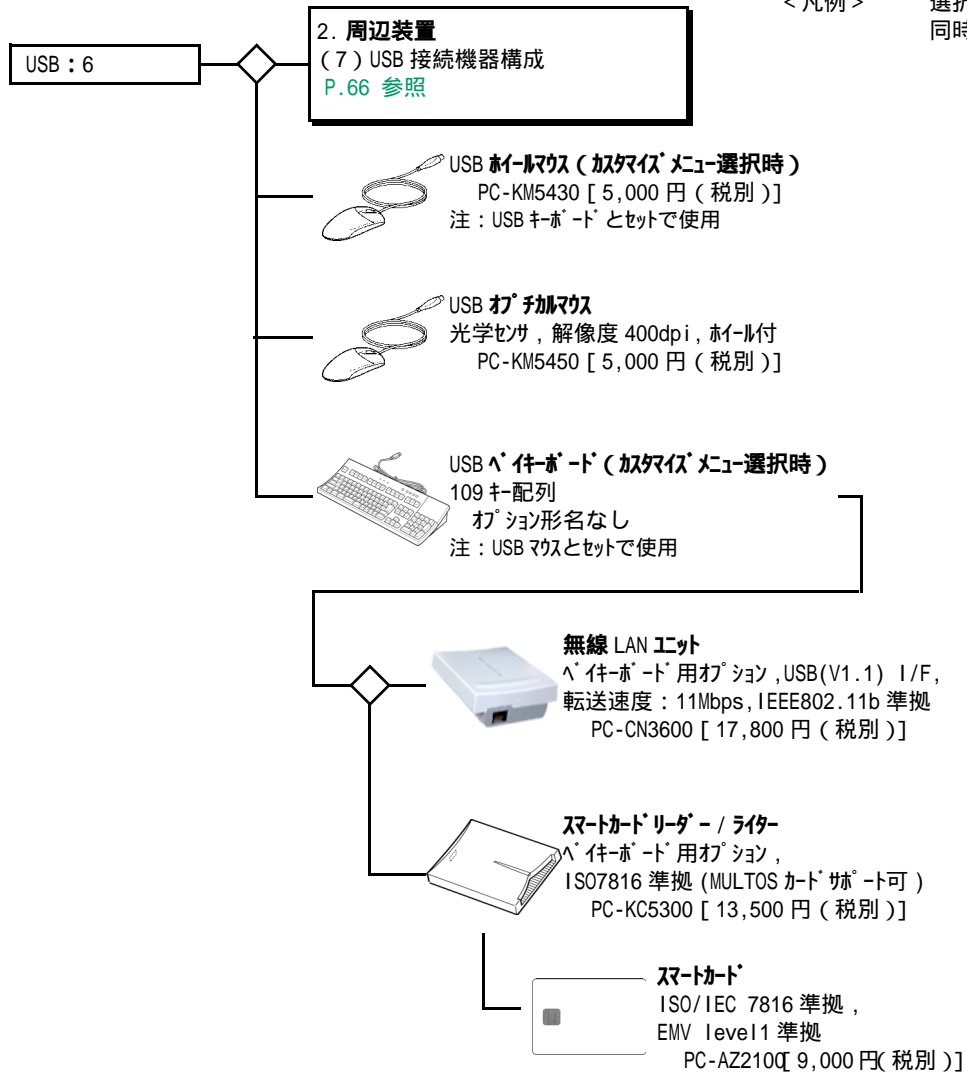 ＜凡例＞
選択
同時
USB：6
2. 周辺装置
(7) USB 接続機器構成
P.66 参照
USB ﾎｲｰﾙﾏｳｽ（ｶｽﾀﾏｲｽﾞﾒﾆｭｰ選択時）
PC-KM5430 [ 5,000 円（税別）]
注：USB ｷｰﾎﾞｰﾄﾞとｾｯﾄで使用
USB ｵﾌﾟﾁｶﾙﾏｳｽ
光学ｾﾝｻ，解像度 400dpi，ﾎｲｰﾙ付
PC-KM5450 [ 5,000 円（税別）]
USB ﾍﾞｲｷｰﾎﾞｰﾄﾞ（ｶｽﾀﾏｲｽﾞﾒﾆｭｰ選択時）
109 ｷｰ配列
ｵﾌﾟｼｮﾝ形名なし
注：USB ﾏｳｽとｾｯﾄで使用
無線 LAN ﾕﾆｯﾄ
ﾍﾞｲｷｰﾎﾞｰﾄﾞ用ｵﾌﾟｼｮﾝ，USB(V1.1) I/F，
転送速度：11Mbps，IEEE802.11b 準拠
PC-CN3600 [ 17,800 円（税別）]
ｽﾏｰﾄｶｰﾄﾞﾘｰﾀﾞｰ / ﾗｲﾀｰ
ﾍﾞｲｷｰﾎﾞｰﾄﾞ用ｵﾌﾟｼｮﾝ，
ISO7816 準拠 (MULTOS ｶｰﾄﾞｻﾎﾟｰﾄ可）
PC-KC5300 [ 13,500 円（税別）]
ｽﾏｰﾄｶｰﾄﾞ
ISO/IEC 7816 準拠，
EMV level1 準拠
PC-AZ2100[ 9,000 円(税別)]